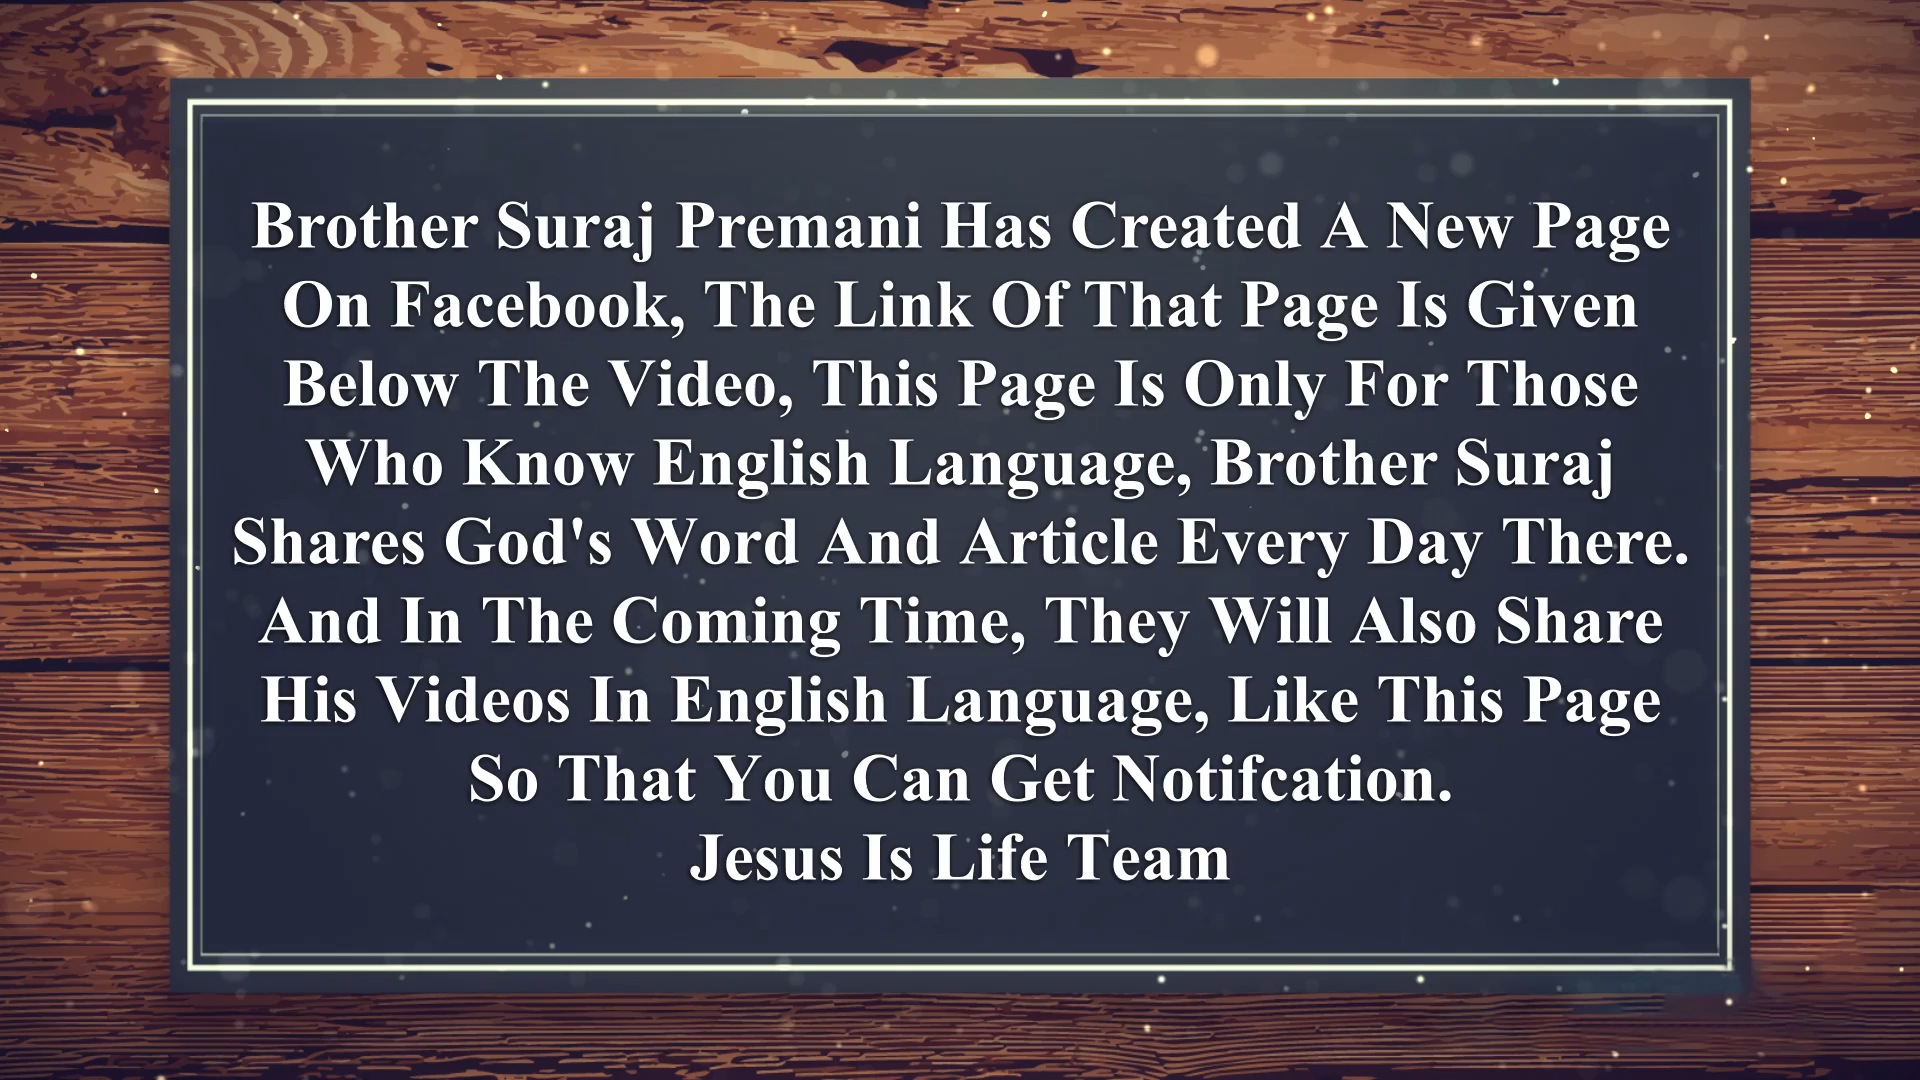 Brother Suraj Premani Has Created A New Page
On Facebook, The Link Of That Page Is Given
Below The Video, This Page Is Only For Those
Who Know English Language, Brother Suraj
Shares God's Word And Article Every Day There.
And In The Coming Time, They Will Also Share
His Videos In English Language, Like This Page
So That You Can Get Notifcation.
Jesus Is Life Team